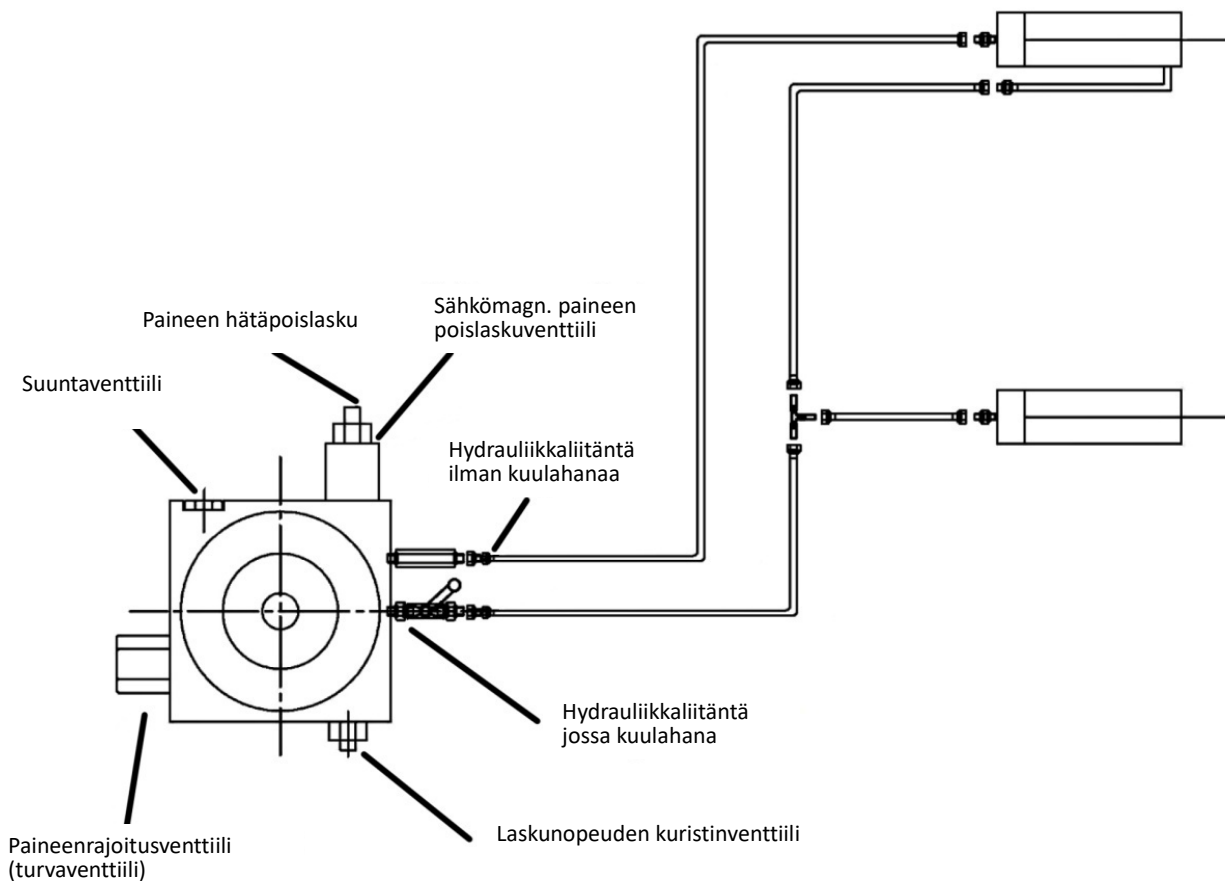 Paineen hätäpoislasku
Sähkömagn. paineen
poislaskuventtiili
Suuntaventtiili
Hydrauliikkaliitäntä
ilman kuulahanaa
Hydrauliikkaliitäntä
jossa kuulahana
Laskunopeuden kuristinventtiili
Paineenrajoitusventtiili
(turvaventtiili)